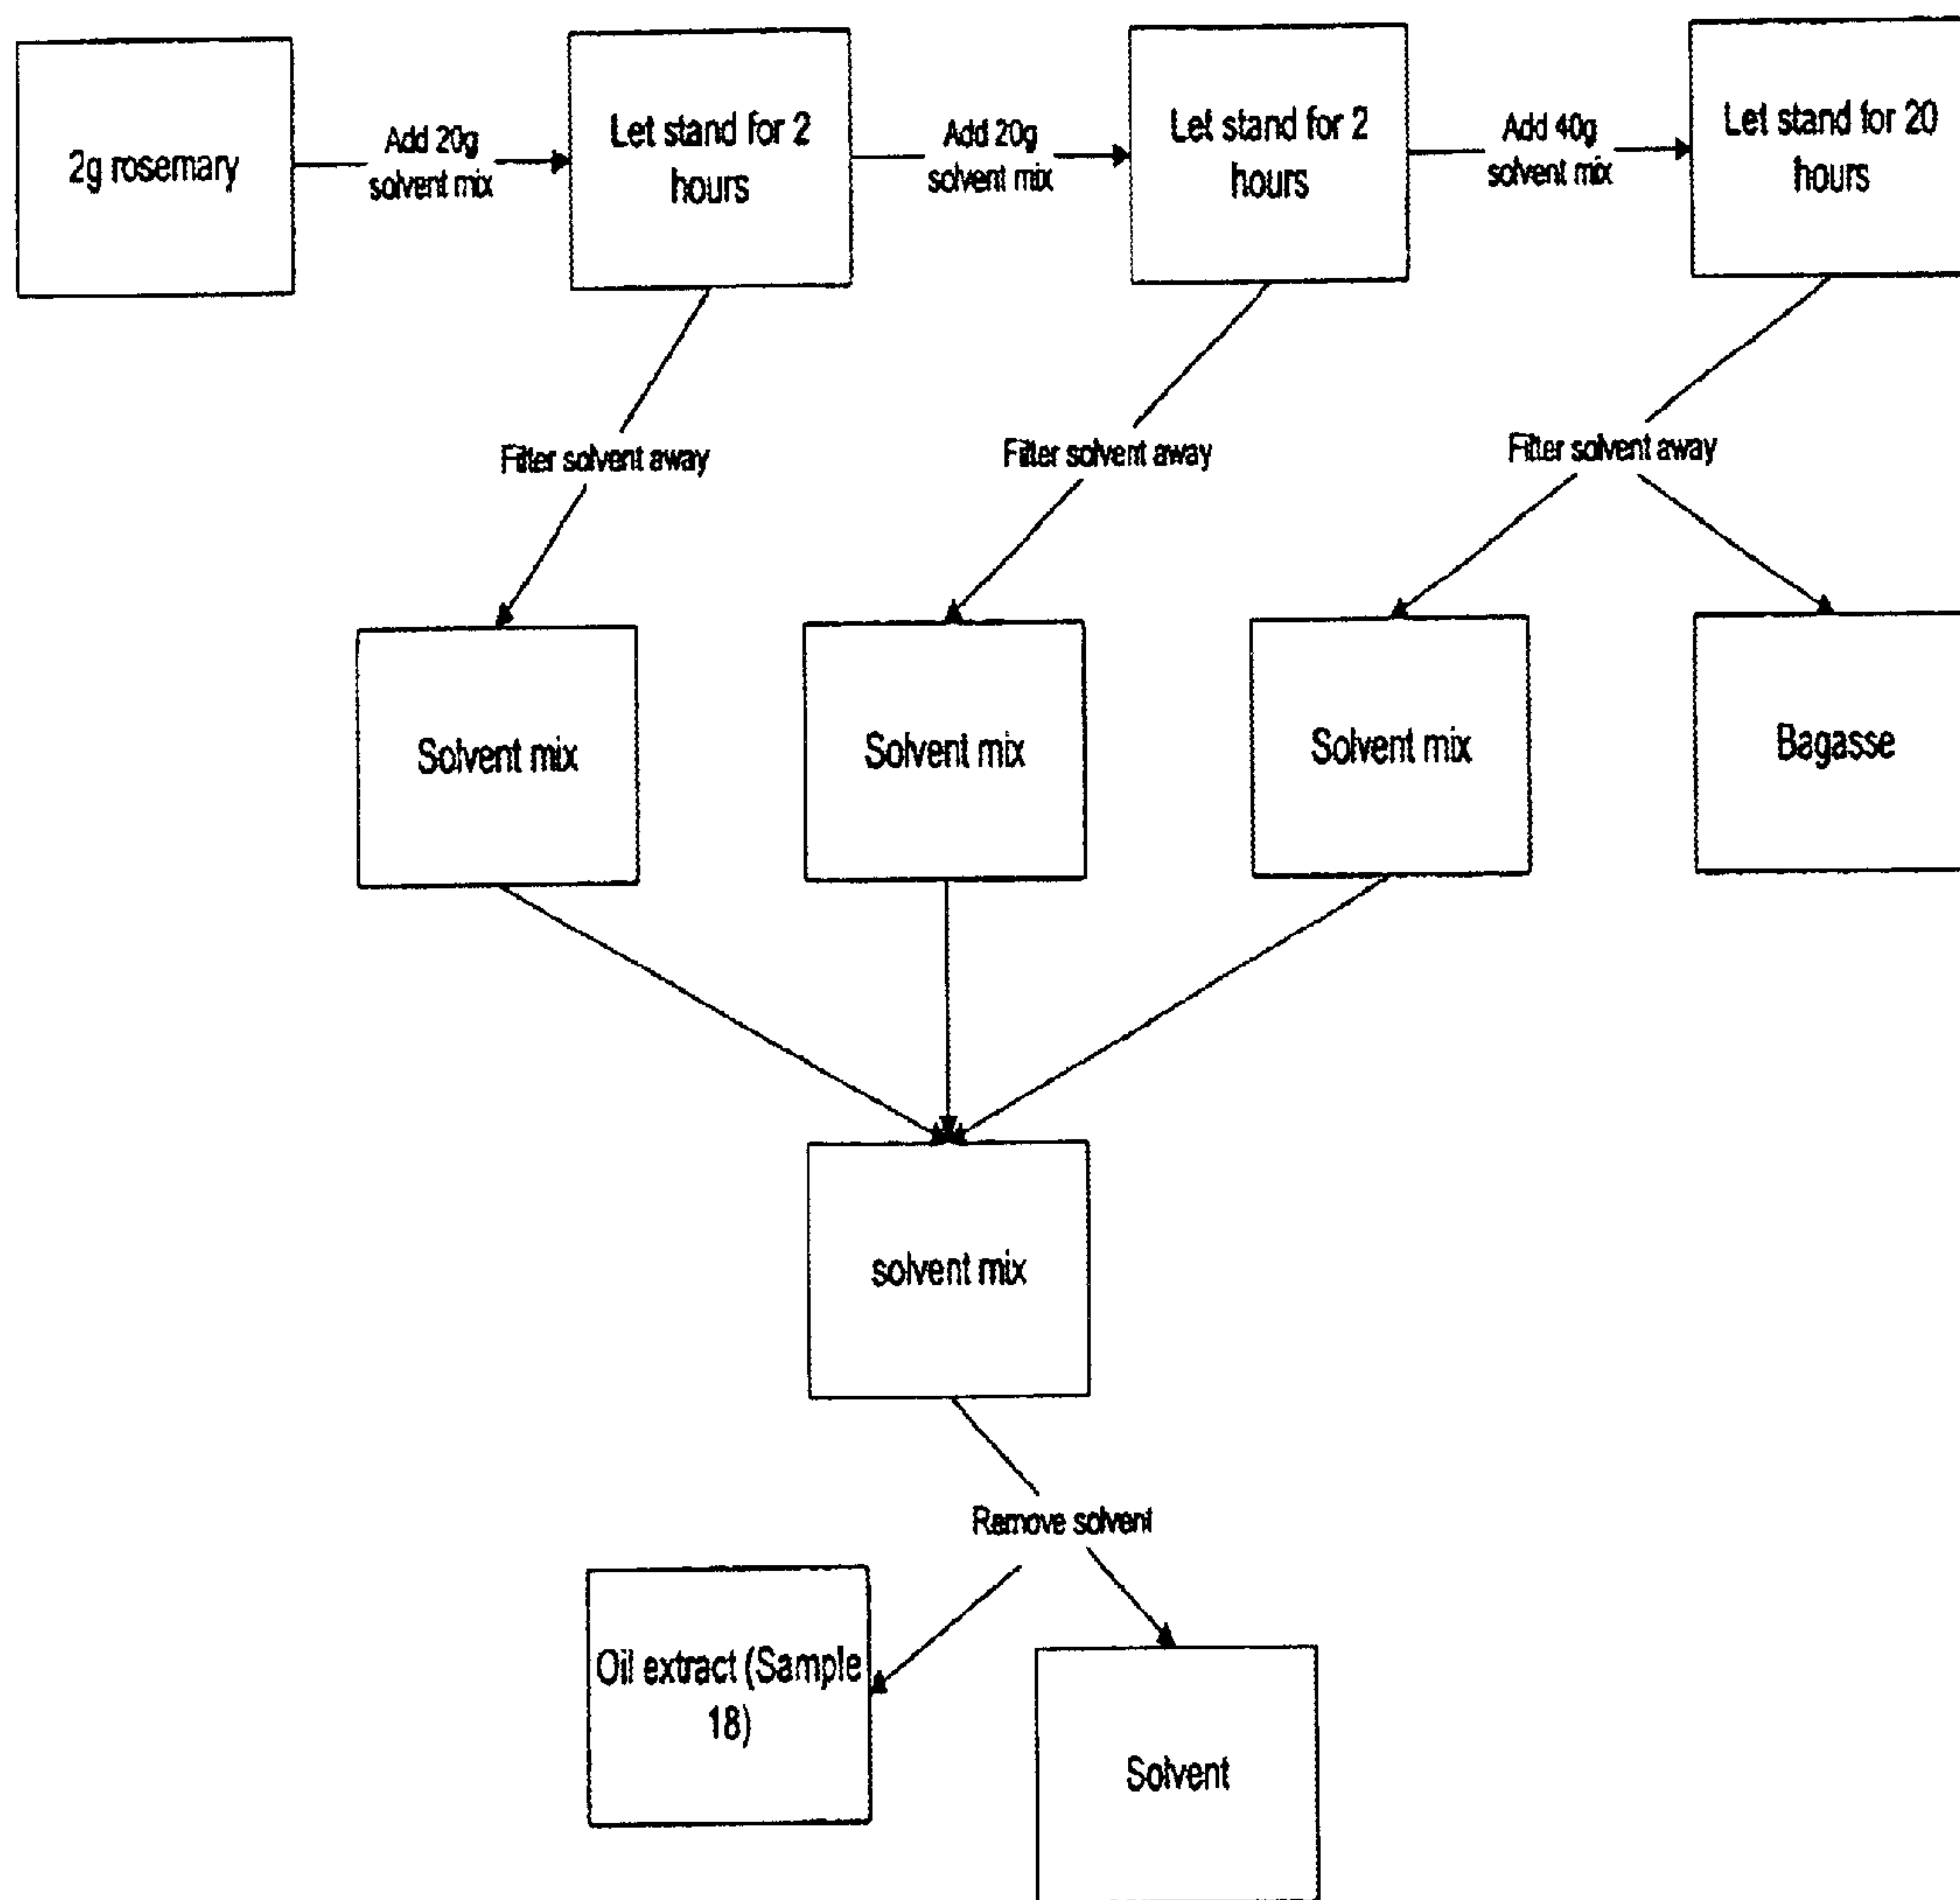 2g rosemary
Add 20g
solvent mix
Let stand for 2
hours
Add 20g
solvent mix
Let stand for 2
hours
Add 40g
solvent mix
Let stand for 20
hours
Filter solvent away
Filter solvent away
Filter solvent away
Solvent mix
Solvent mix
Solvent mix
Bagasse
solvent mix
Remove solvent
Oil extract (Sample
18)
Solvent